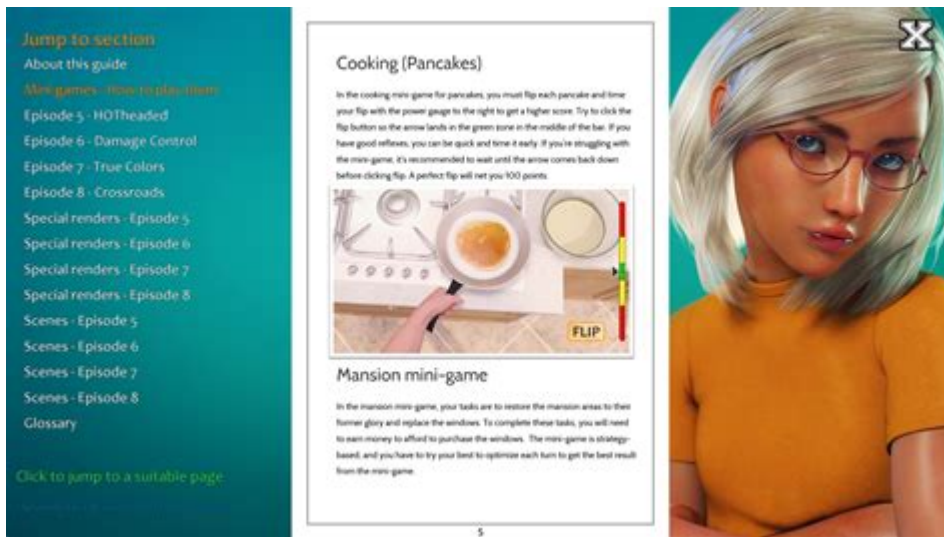 Jump to section
About this guide
Mini games - How to play them
Episode 5 - HOTheaded
Episode 6 - Damage Control
Episode 7 - True Colors
Episode 8 - Crossroads
Special renders - Episode 5
Special renders - Episode 6
Special renders - Episode 7
Special renders - Episode 8
Scenes - Episode 5
Scenes - Episode 6
Scenes - Episode 7
Scenes - Episode 8
Glossary
Click to jump to a suitable page
Cooking (Pancakes)
In the cooking mini-game for pancakes, you must flip each pancake and time
your flip with the power gauge to the right to get a higher score. Try to click the
flip button so the arrow lands in the green zone in the middle of the bar. If you
have good reflexes, you can be quick and time it early. If you're struggling with
the mini-game, it's recommended to wait until the arrow comes back down
before clicking flip. A perfect flip will net you 100 points.
FLIP
Mansion mini-game
In the mansion mini-game, your tasks are to restore the mansion areas to their
former glory and replace the windows. To complete these tasks, you will need
to earn money to afford to purchase the windows. The mini-game is strategy-
based, and you have to try your best to optimize each turn to get the best result
from the mini-game.
5
X